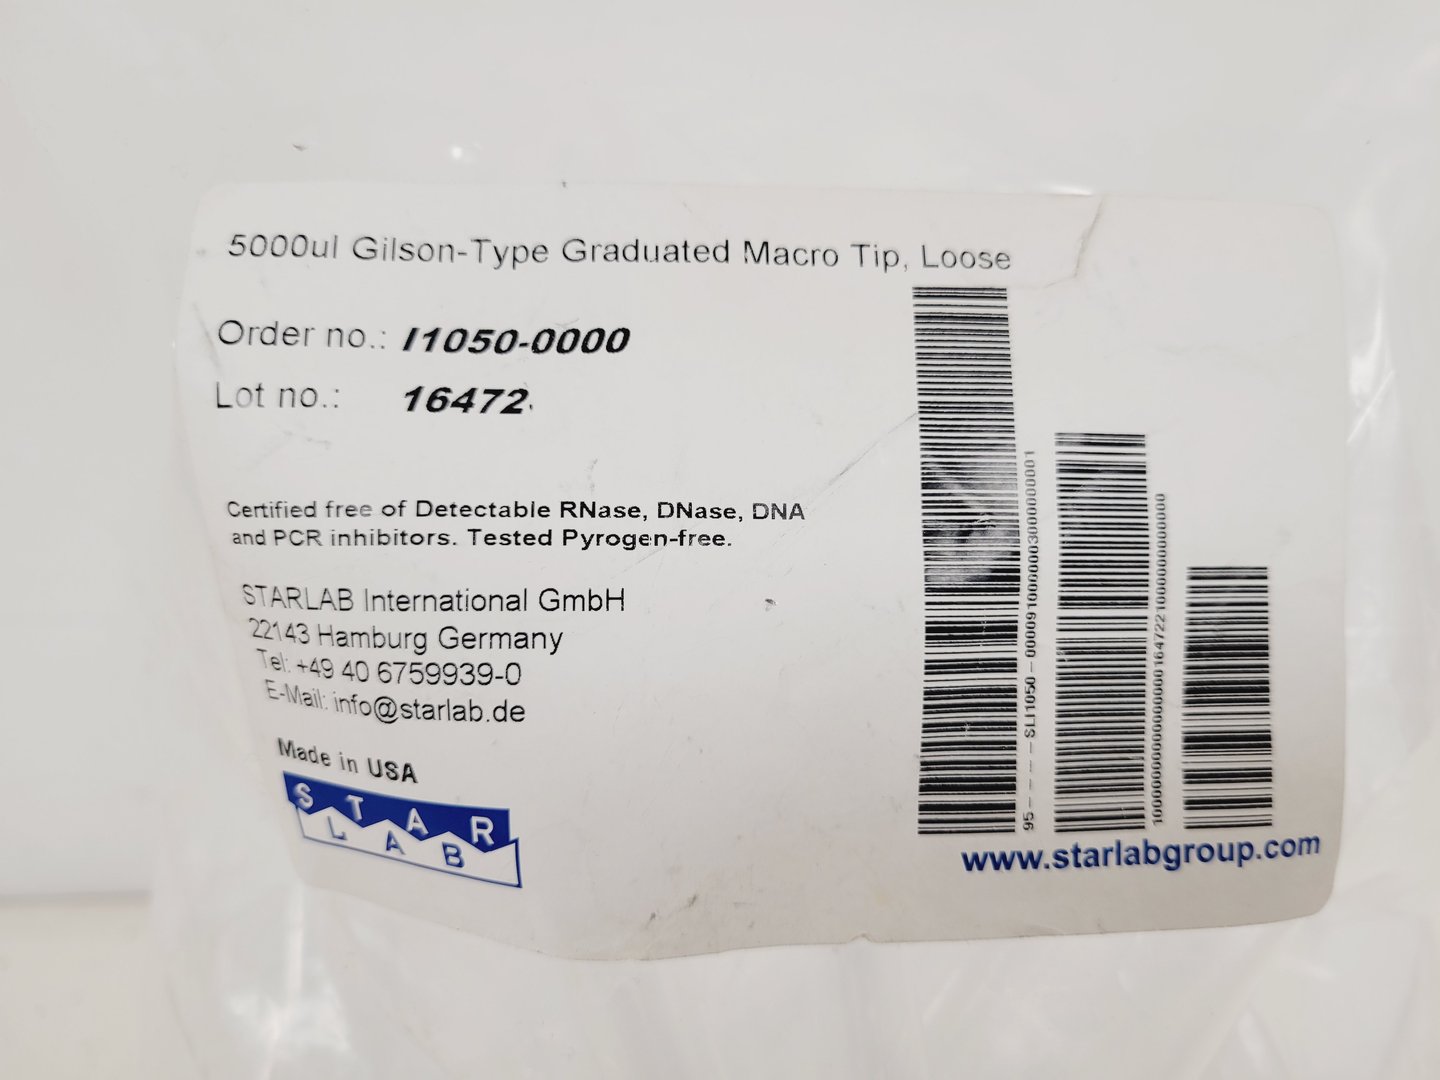 5000ul Gilson-Type Graduated Macro Tip, Loose
Order no.: I1050-0000
Lot no.: 16472
Certified free of Detectable RNase, DNase, DNA
and PCR inhibitors. Tested Pyrogen-free.
STARLAB International GmbH
22143 Hamburg Germany
Tel: +49 40 6759939-0
E-Mail: info@starlab.de
Made in USA
STAR
LAB
www.starlabgroup.com